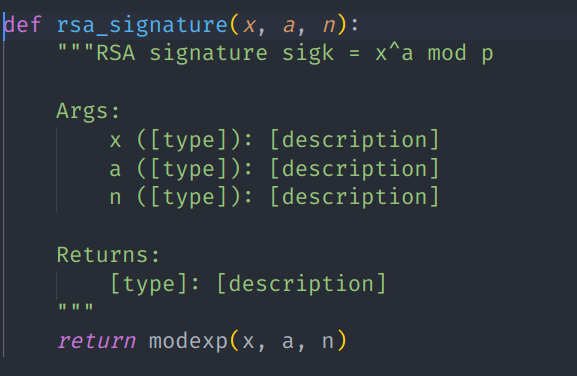 def rsa_signature(x, a, n):
    """RSA signature sigk = x^a mod p

    Args:
        x ([type]): [description]
        a ([type]): [description]
        n ([type]): [description]

    Returns:
        [type]: [description]
    """
    return modexp(x, a, n)